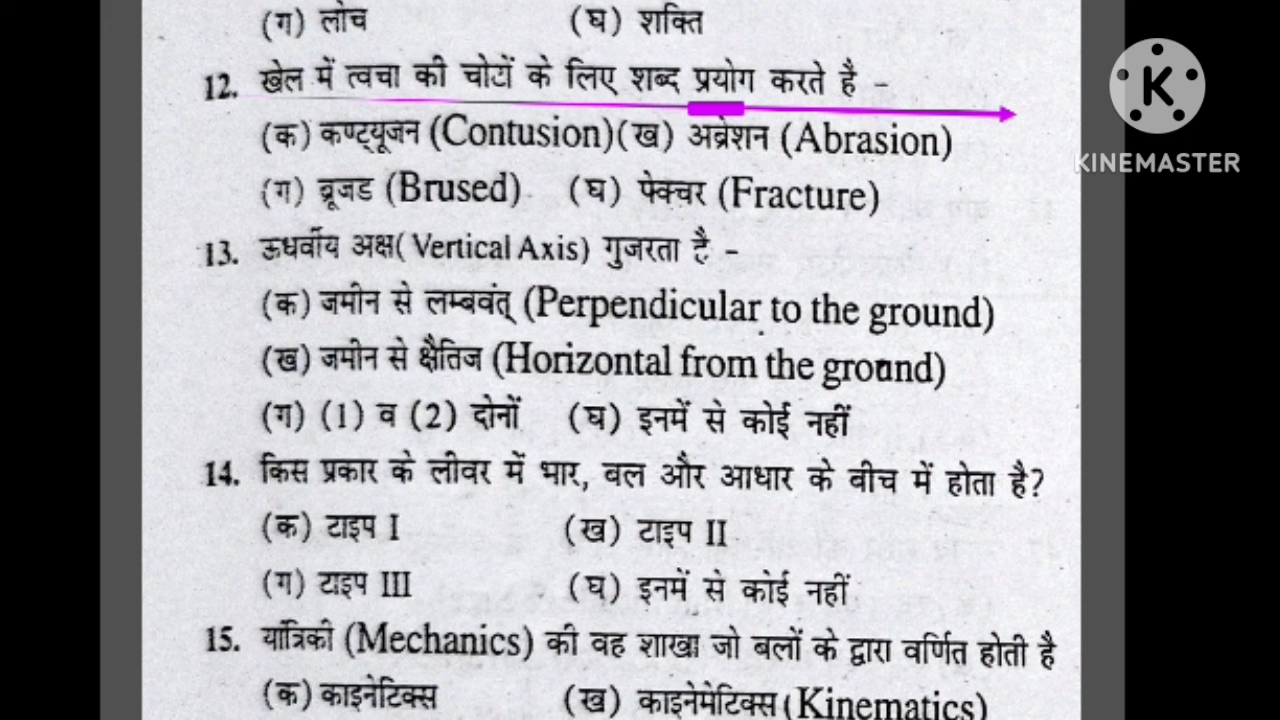 (ग) लोच (घ) शक्ति
12. खेल में त्वचा की चोटों के लिए शब्द प्रयोग करते है -
(क) कण्ट्यूजन (Contusion) (ख) अब्रेशन (Abrasion)
(ग) ब्रूजड (Brused) (घ) फेक्चर (Fracture)
13. ऊधर्वीय अक्ष( Vertical Axis) गुजरता है -
(क) जमीन से लम्बवंत् (Perpendicular to the ground)
(ख) जमीन से क्षैतिज (Horizontal from the ground)
(ग) (1) व (2) दोनों (घ) इनमें से कोई नहीं
14. किस प्रकार के लीवर में भार, वल और आधार के वीच में होता है?
(क) टाइप I (ख) टाइप II
(ग) टाइप III (घ) इनमें से कोई नहीं
15. यांत्रिकी (Mechanics) की वह शाखा जो बलों के द्वारा वर्णित होती है
(क) काइनेटिक्स (ख) काइनेमेटिक्स (Kinematics)
K
KINEMASTER